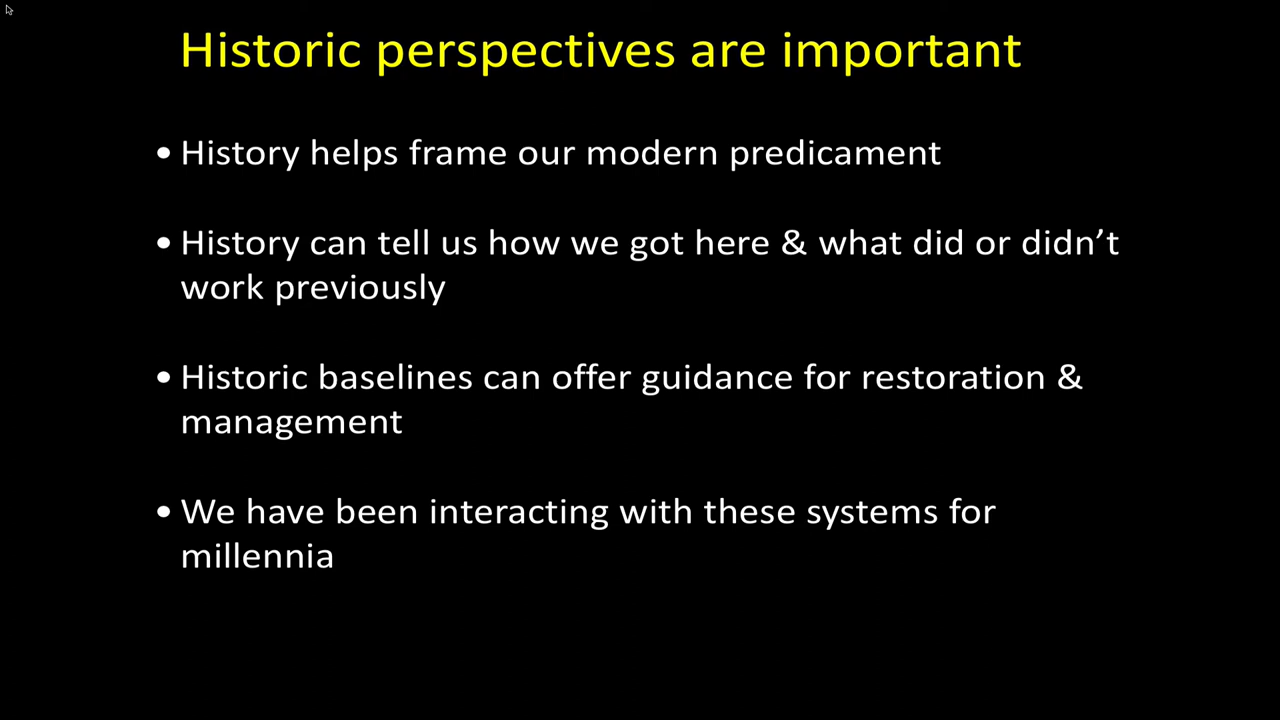 Historic perspectives are important
• History helps frame our modern predicament
• History can tell us how we got here & what did or didn’t
work previously
• Historic baselines can offer guidance for restoration &
management
• We have been interacting with these systems for
millennia